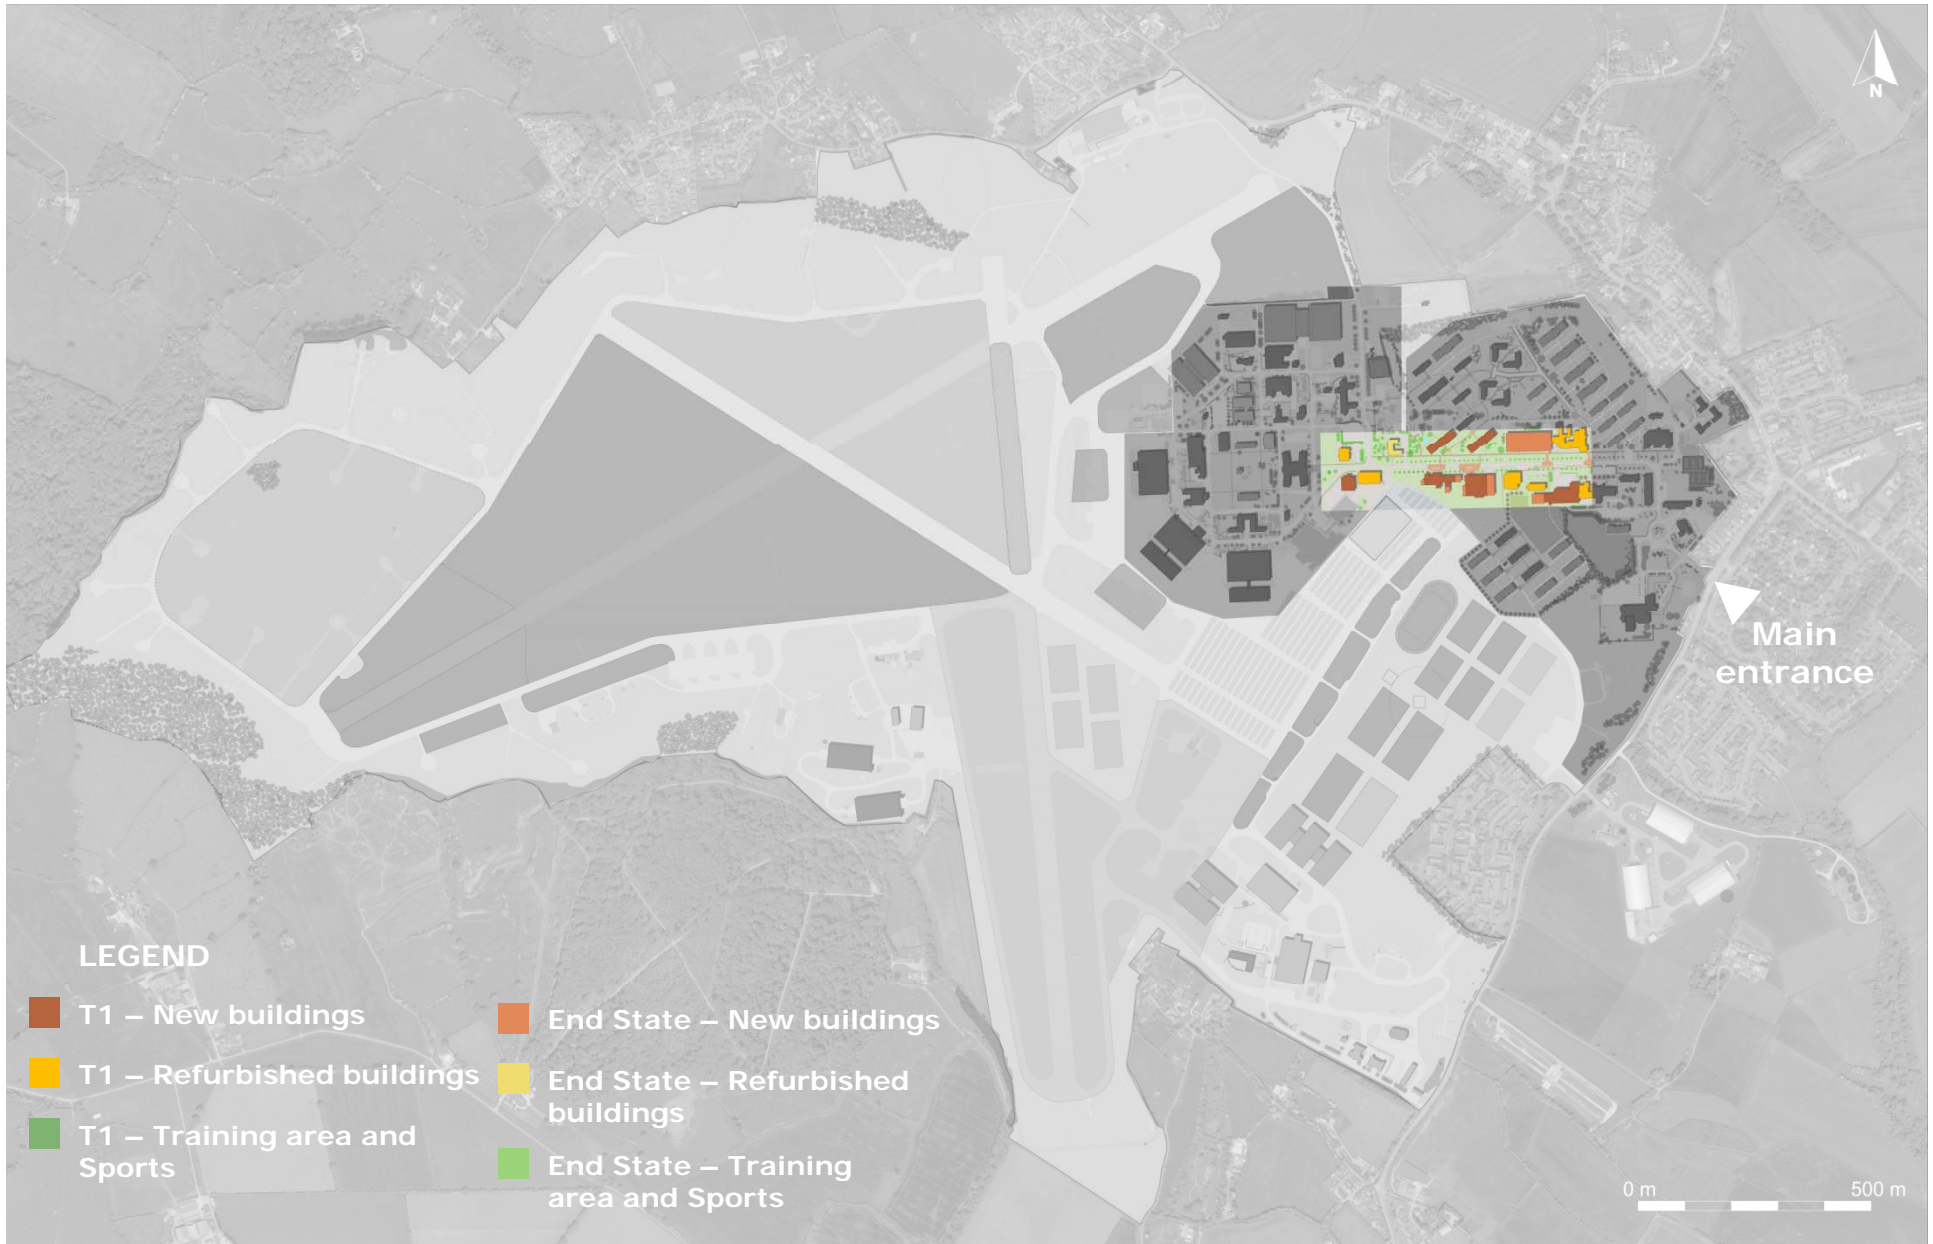 N
Main
entrance
LEGEND
T1 – New buildings
T1 – Refurbished buildings
T1 – Training area and
Sports
End State – New buildings
End State – Refurbished
buildings
End State – Training
area and Sports
0 m 500 m